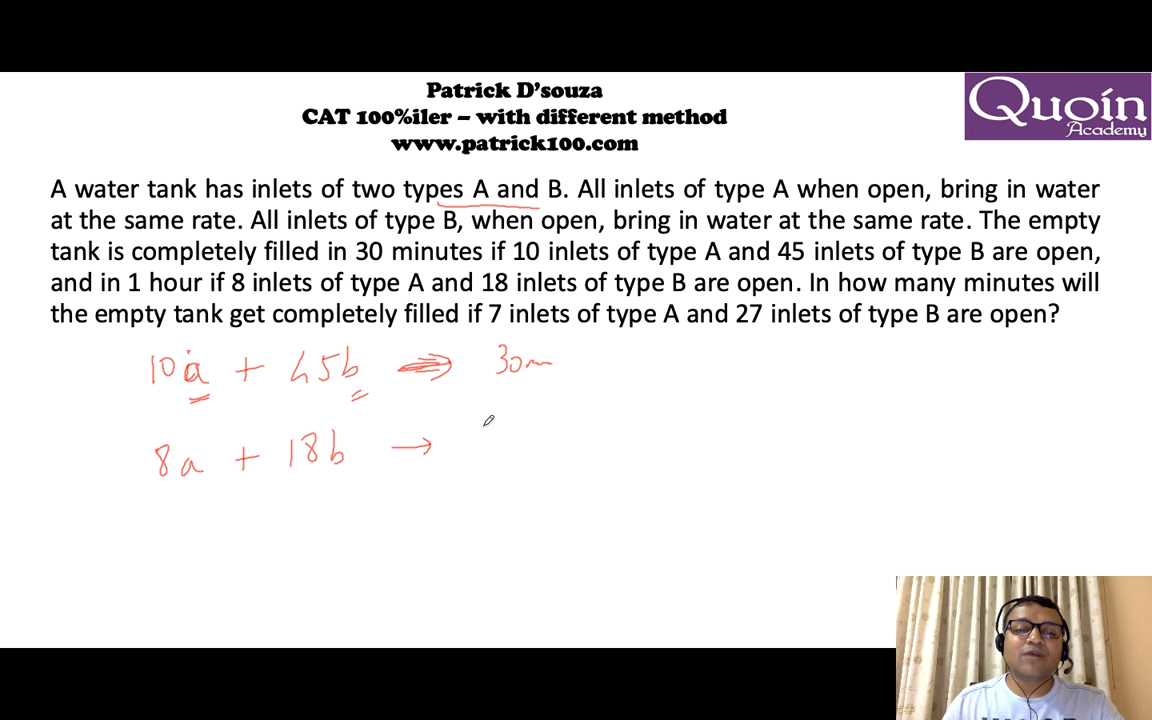 Patrick D'souza
CAT 100%iler – with different method
www.patrick100.com
Quoin
Academy
A water tank has inlets of two types A and B. All inlets of type A when open, bring in water
at the same rate. All inlets of type B, when open, bring in water at the same rate. The empty
tank is completely filled in 30 minutes if 10 inlets of type A and 45 inlets of type B are open,
and in 1 hour if 8 inlets of type A and 18 inlets of type B are open. In how many minutes will
the empty tank get completely filled if 7 inlets of type A and 27 inlets of type B are open?
10a + 45b ⇒ 30m
8a + 18b →